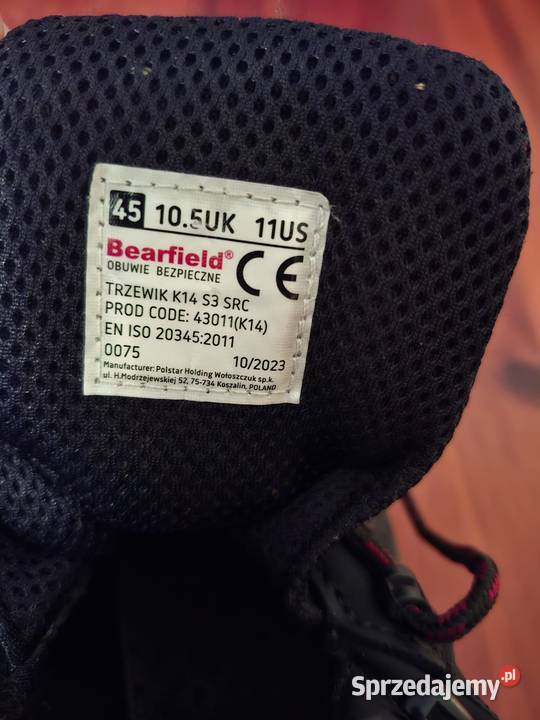 45 10.5UK 11US
Bearfield®
OBUWIE BEZPIECZNE
CE
TRZEWIK K14 S3 SRC
PROD CODE: 43011(K14)
EN ISO 20345:2011
0075 10/2023
Manufacturer: Polstar Holding Wołoszczuk sp.k.
ul. H.Modrzejewskiej 52, 75-734 Koszalin, POLAND
Sprzedajemy.pl